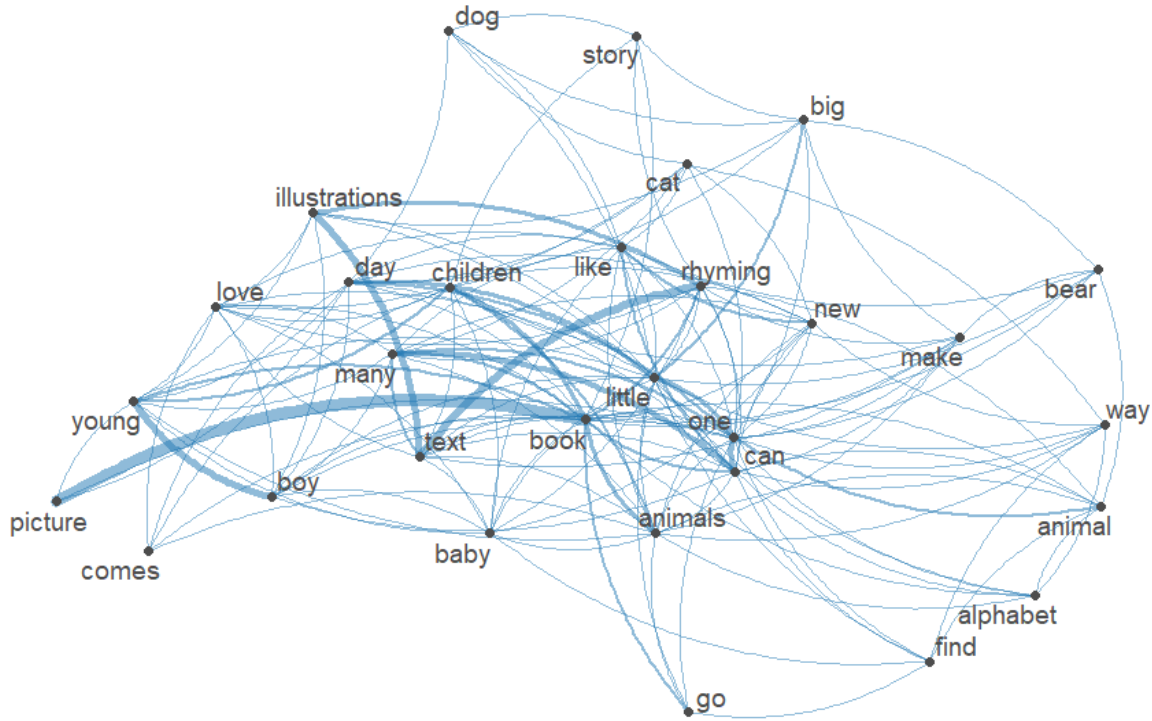 dog
story
big
cat
illustrations
day
children
like
rhyming
bear
love
new
make
many
little
young
way
text
book
one
can
boy
picture
animals
animal
baby
comes
alphabet
find
go